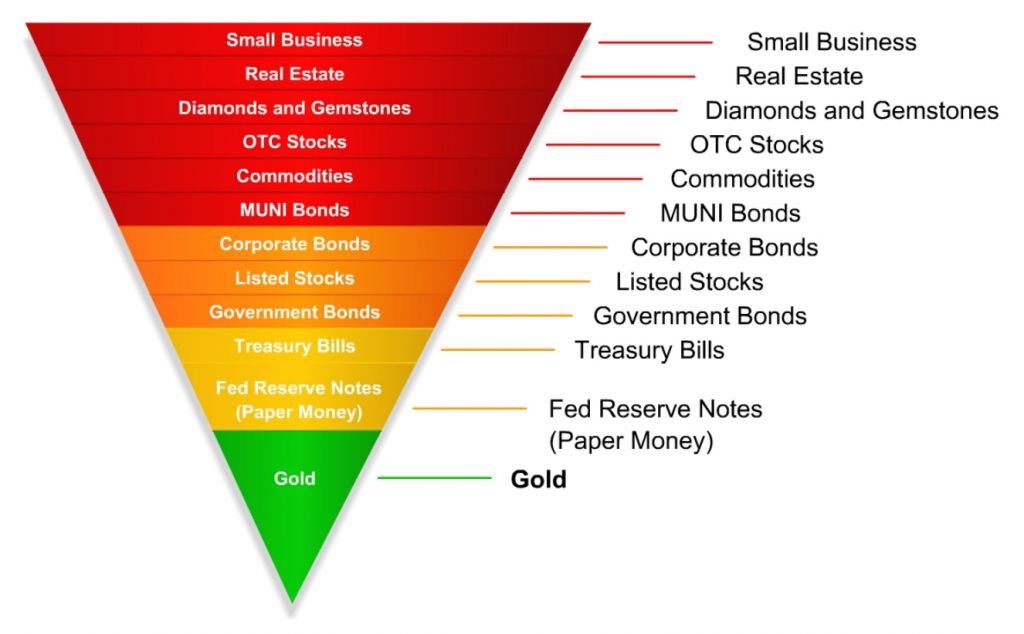 Small Business
Small Business
Real Estate
Real Estate
Diamonds and Gemstones
Diamonds and Gemstones
OTC Stocks
OTC Stocks
Commodities
Commodities
MUNI Bonds
MUNI Bonds
Corporate Bonds
Corporate Bonds
Listed Stocks
Listed Stocks
Government Bonds
Government Bonds
Treasury Bills
Treasury Bills
Fed Reserve Notes
(Paper Money)
Fed Reserve Notes
(Paper Money)
Gold
Gold